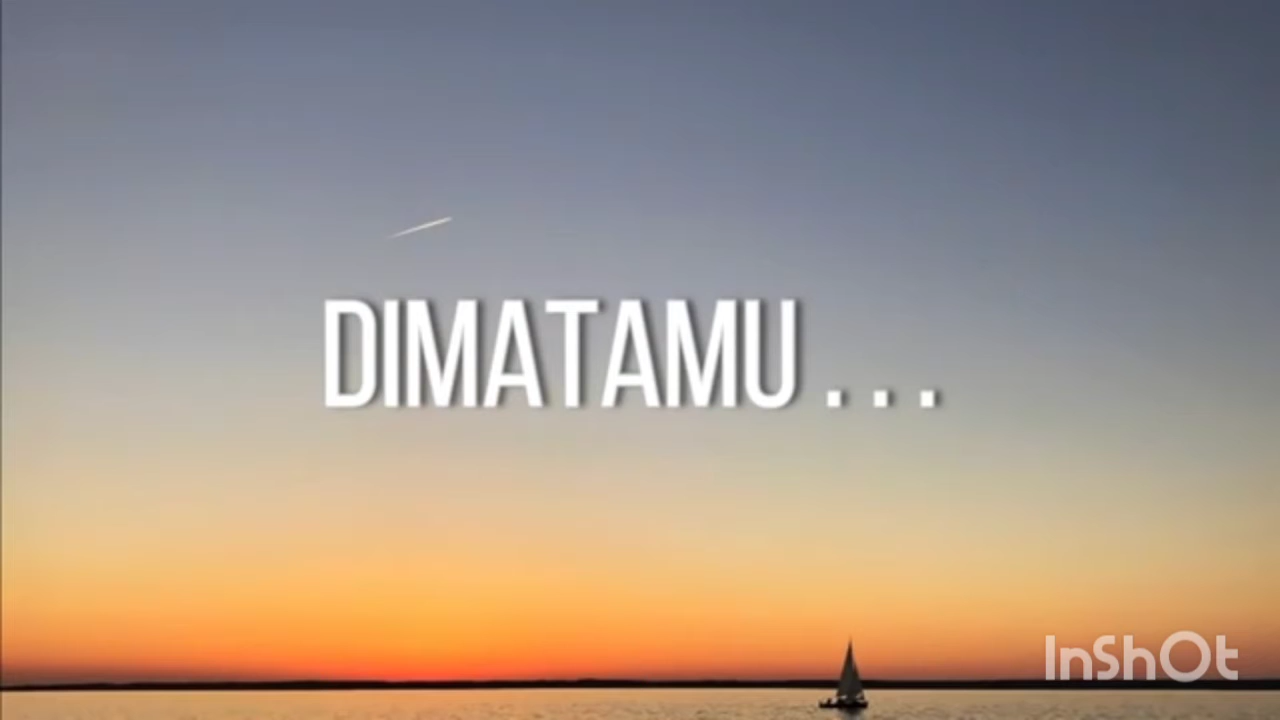 DIMATAMU . . .
InShOt